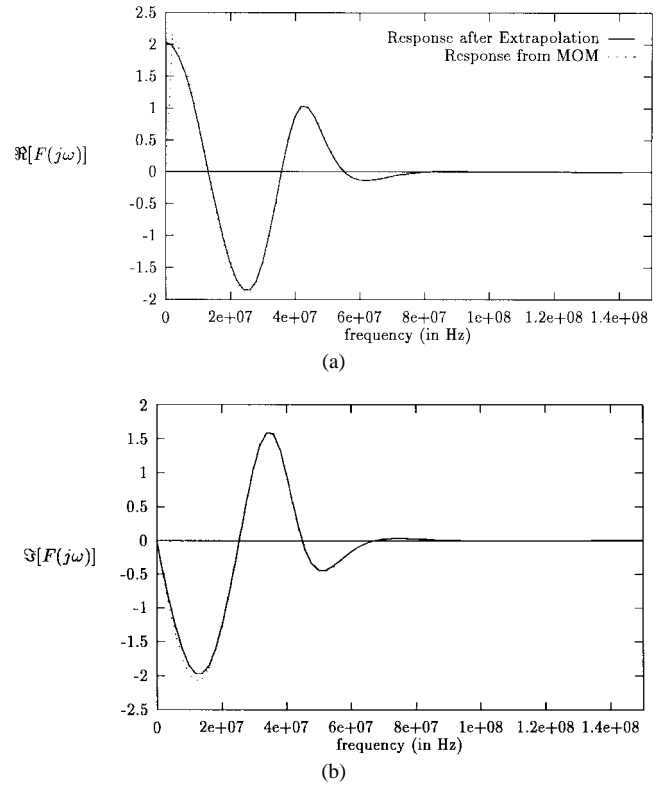 2.5
2
1.5
1
0.5
0
-0.5
-1
-1.5
-2
Response after Extrapolation
Response from MOM
ℜ[F(jω)]
0 2e+07 4e+07 6e+07 8e+07 1e+08 1.2e+08 1.4e+08
frequency (in Hz)
(a)
2
1.5
1
0.5
0
-0.5
-1
-1.5
-2
-2.5
ℑ[F(jω)]
0 2e+07 4e+07 6e+07 8e+07 1e+08 1.2e+08 1.4e+08
frequency (in Hz)
(b)